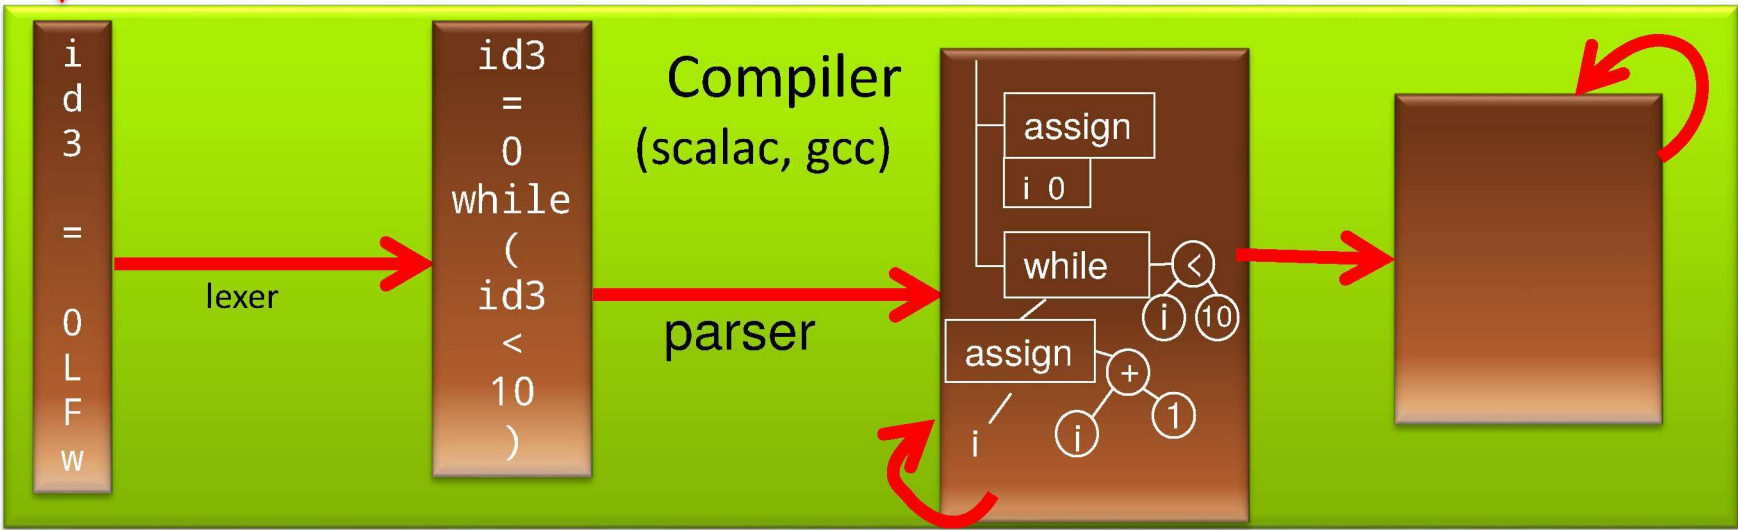 i
d
3
=
0
L
F
w
lexer
id3
=
0
while
(
id3
<
10
)
Compiler
(scalac, gcc)
parser
assign
i 0
while
<
i
10
assign
+
i
i
1